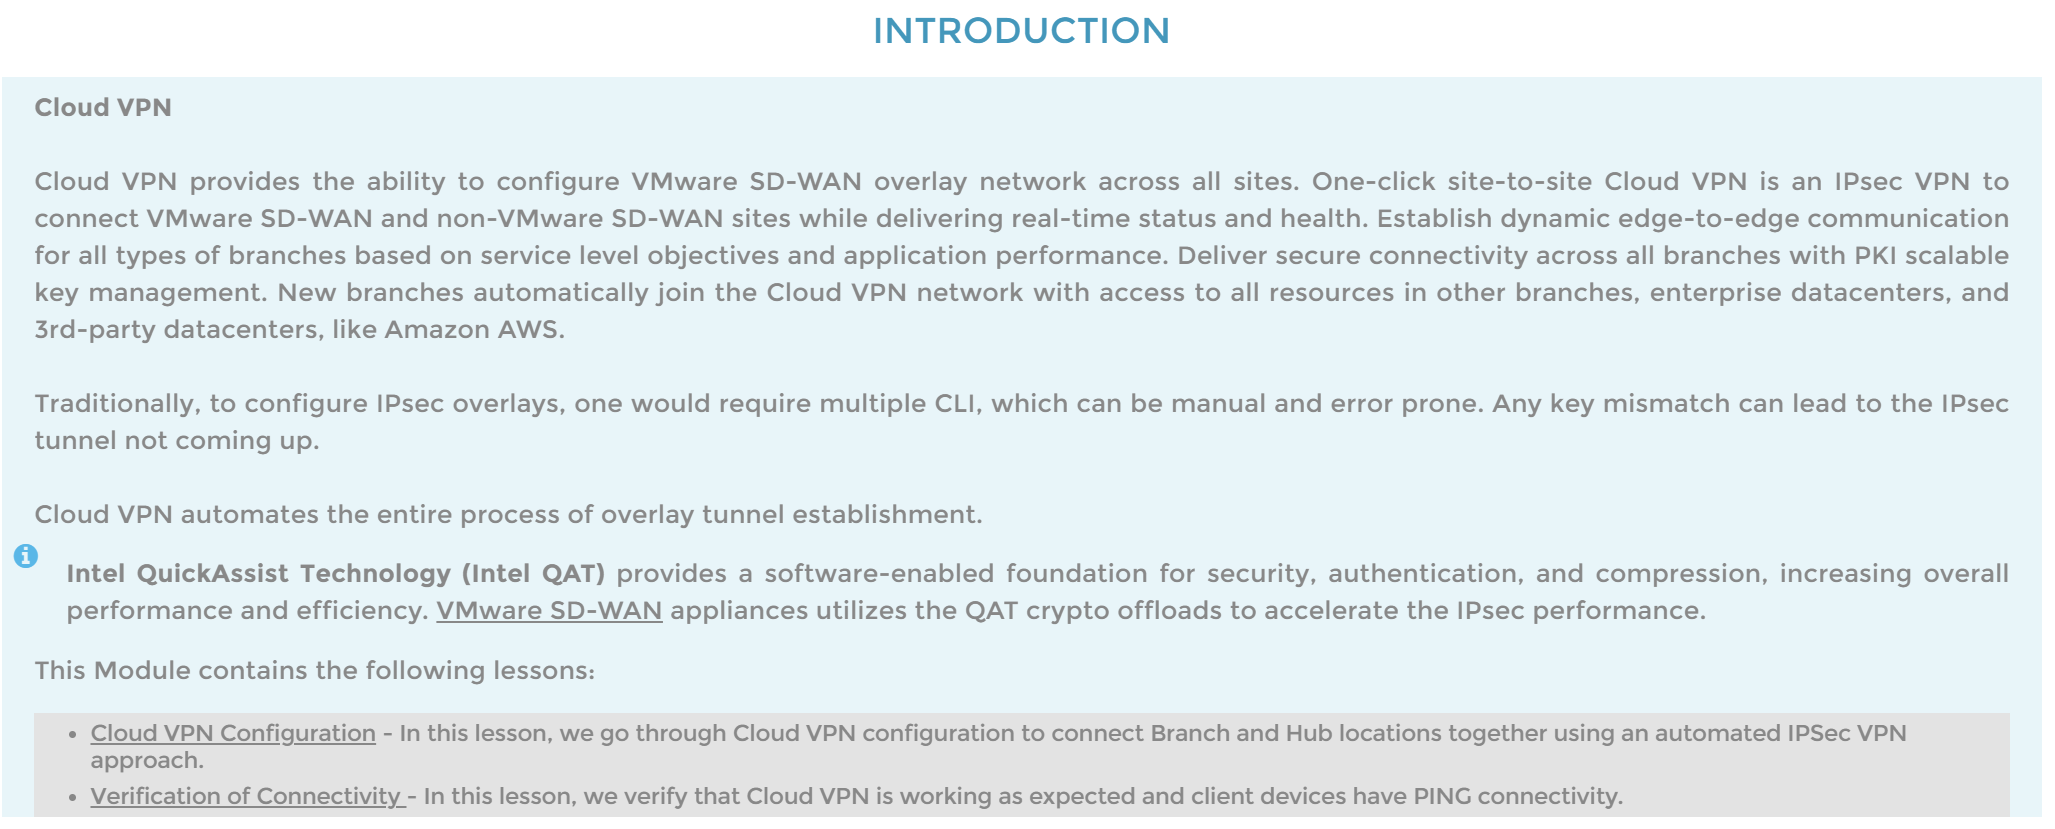 INTRODUCTION
Cloud VPN
Cloud VPN provides the ability to configure VMware SD-WAN overlay network across all sites. One-click site-to-site Cloud VPN is an IPsec VPN to
connect VMware SD-WAN and non-VMware SD-WAN sites while delivering real-time status and health. Establish dynamic edge-to-edge communication
for all types of branches based on service level objectives and application performance. Deliver secure connectivity across all branches with PKI scalable
key management. New branches automatically join the Cloud VPN network with access to all resources in other branches, enterprise datacenters, and
3rd-party datacenters, like Amazon AWS.
Traditionally, to configure IPsec overlays, one would require multiple CLI, which can be manual and error prone. Any key mismatch can lead to the IPsec
tunnel not coming up.
Cloud VPN automates the entire process of overlay tunnel establishment.
Intel QuickAssist Technology (Intel QAT) provides a software-enabled foundation for security, authentication, and compression, increasing overall
performance and efficiency. VMware SD-WAN appliances utilizes the QAT crypto offloads to accelerate the IPsec performance.
This Module contains the following lessons:
• Cloud VPN Configuration - In this lesson, we go through Cloud VPN configuration to connect Branch and Hub locations together using an automated IPSec VPN
approach.
• Verification of Connectivity - In this lesson, we verify that Cloud VPN is working as expected and client devices have PING connectivity.